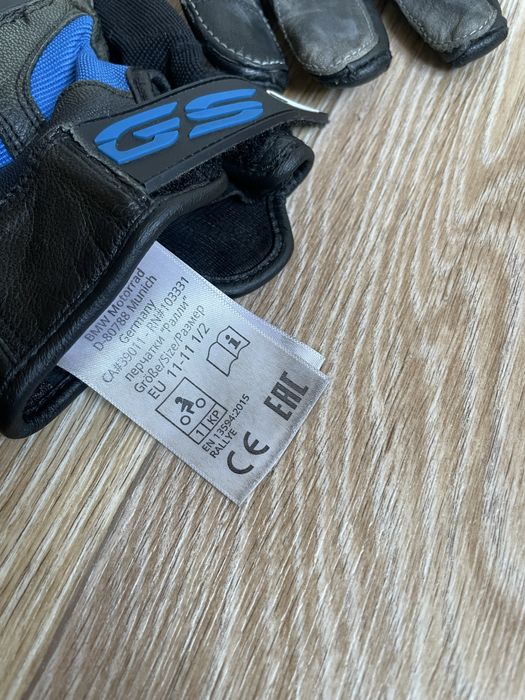 GS
BMW Motorrad
D-80788 Munich
Germany
CA#39011 - RN#103331
перчатки "Ралли"
Größe/Size/Размер
EU 11-11 1/2
1 KP
EN 13594:2015
RALLYE
CE EAC